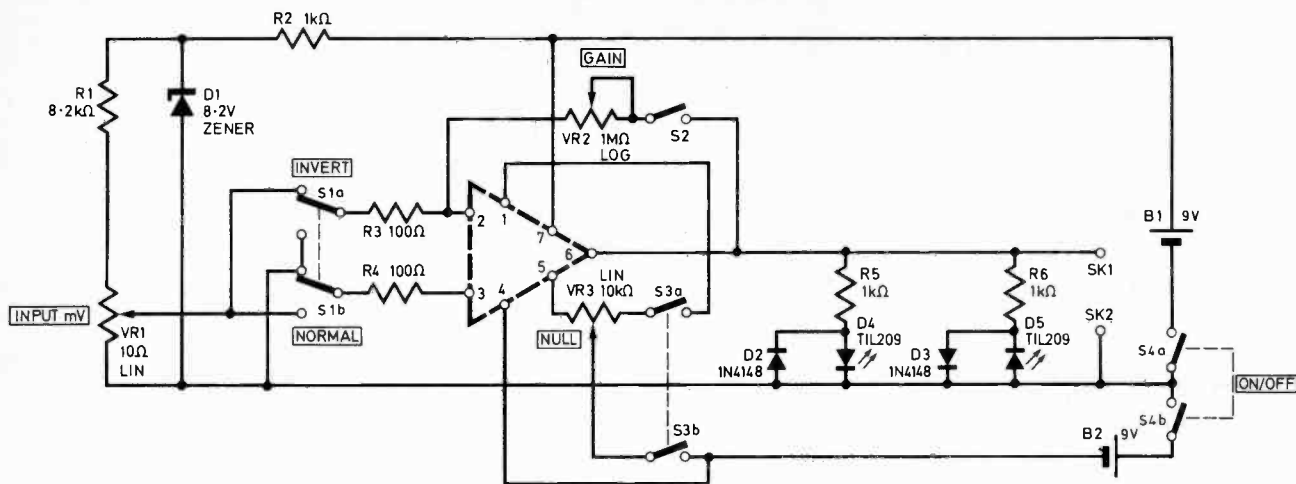 R2 1kΩ
R1
8·2kΩ
D1
8·2V
ZENER
GAIN
VR2 1MΩ
LOG
S2
INVERT
S1a
R3 100Ω
R4 100Ω
S1b
NORMAL
INPUT mV
VR1
10Ω
LIN
2
3
1
7
6
5
4
LIN
VR3 10kΩ
NULL
S3a
S3b
R5
1kΩ
R6
1kΩ
D2
1N4148
D4
TIL209
D3
1N4148
D5
TIL209
SK1
SK2
B1 9V
S4a
S4b
ON/OFF
B2 9V